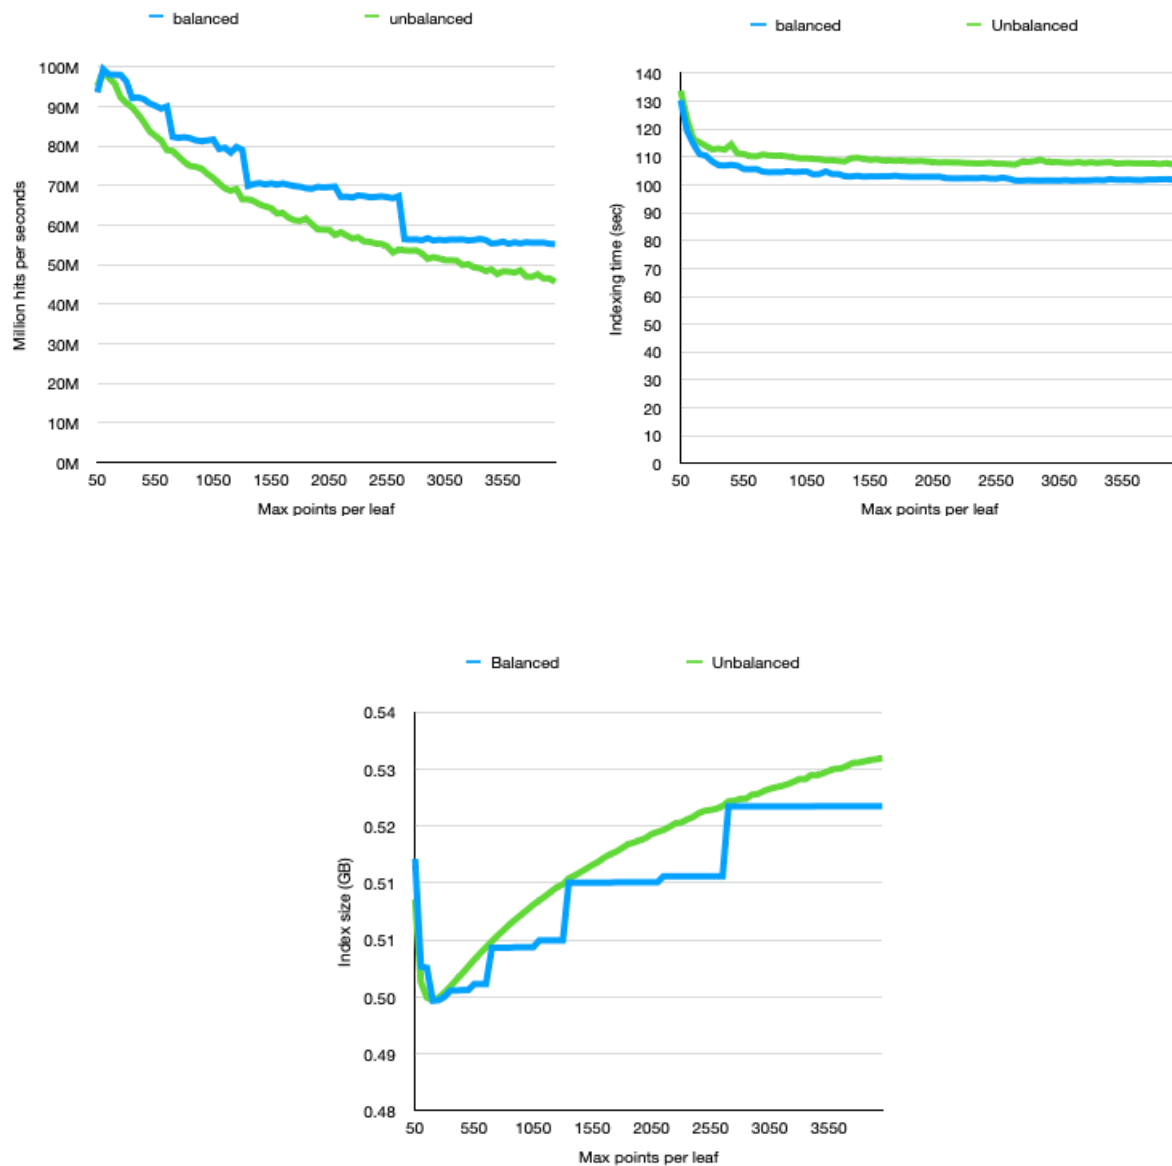 balanced unbalanced
100M
90M
80M
70M
60M
50M
40M
30M
20M
10M
0M
Million hits per seconds
50 550 1050 1550 2050 2550 3050 3550
Max points per leaf
balanced Unbalanced
140
130
120
110
100
90
80
70
60
50
40
30
20
10
0
Indexing time (sec)
50 550 1050 1550 2050 2550 3050 3550
Max points per leaf
Balanced Unbalanced
0.54
0.53
0.52
0.51
0.51
0.50
0.49
0.48
Index size (GB)
50 550 1050 1550 2050 2550 3050 3550
Max points per leaf